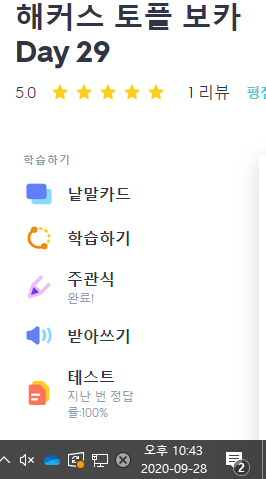 해커스 토플 보카
Day 29
5.0 1 리뷰
학습하기
낱말카드
학습하기
주관식
완료!
받아쓰기
테스트
지난 번 정답
률:100%
오후 10:43
2020-09-28
2